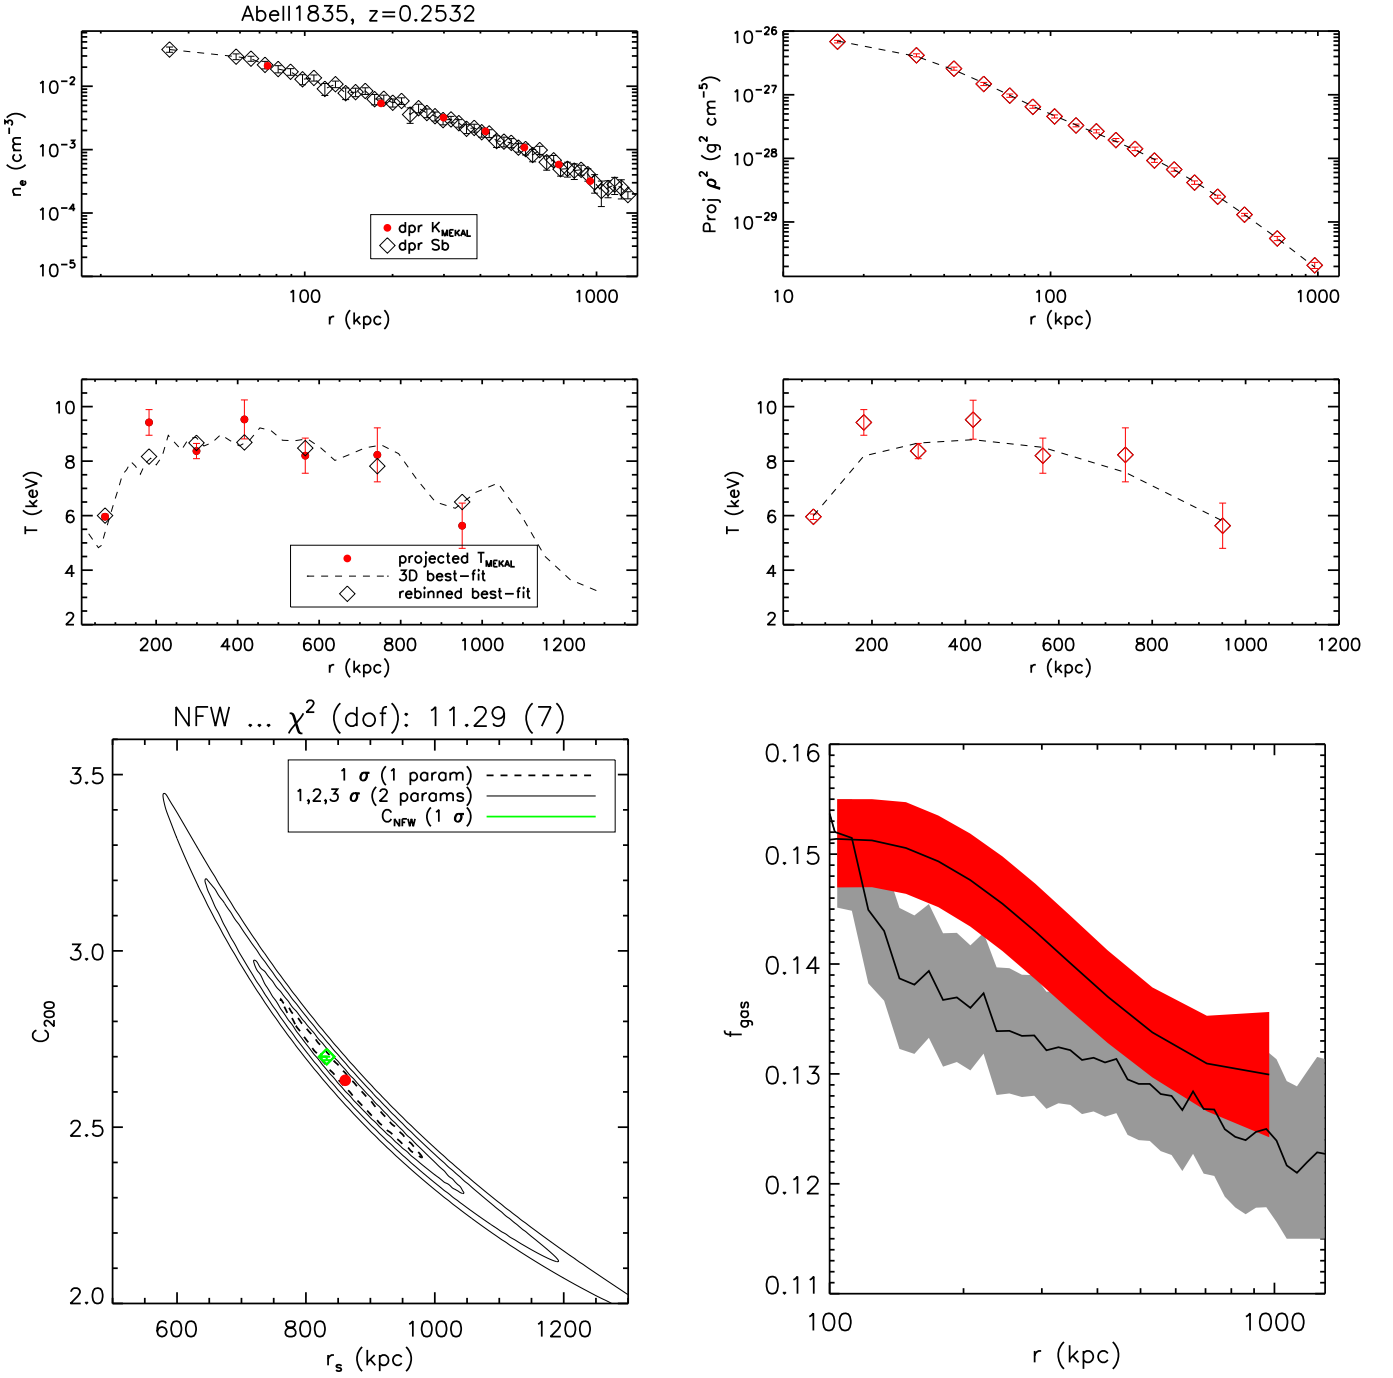 Abell1835, z=0.2532
n_e (cm⁻³)
10⁻²
10⁻³
10⁻⁴
10⁻⁵
dpr K_MEKAL
dpr Sb
100 1000
r (kpc)
Proj ρ² (g² cm⁻⁵)
10⁻²⁶
10⁻²⁷
10⁻²⁸
10⁻²⁹
10 100 1000
r (kpc)
T (keV)
10
8
6
4
2
projected T_MEKAL
3D best-fit
rebinned best-fit
200 400 600 800 1000 1200
r (kpc)
T (keV)
10
8
6
4
2
200 400 600 800 1000 1200
r (kpc)
NFW ... χ² (dof): 11.29 (7)
C₂₀₀
3.5
3.0
2.5
2.0
1 σ (1 param)
1,2,3 σ (2 params)
C_NFW (1 σ)
600 800 1000 1200
r_s (kpc)
f_gas
0.16
0.15
0.14
0.13
0.12
0.11
100 1000
r (kpc)